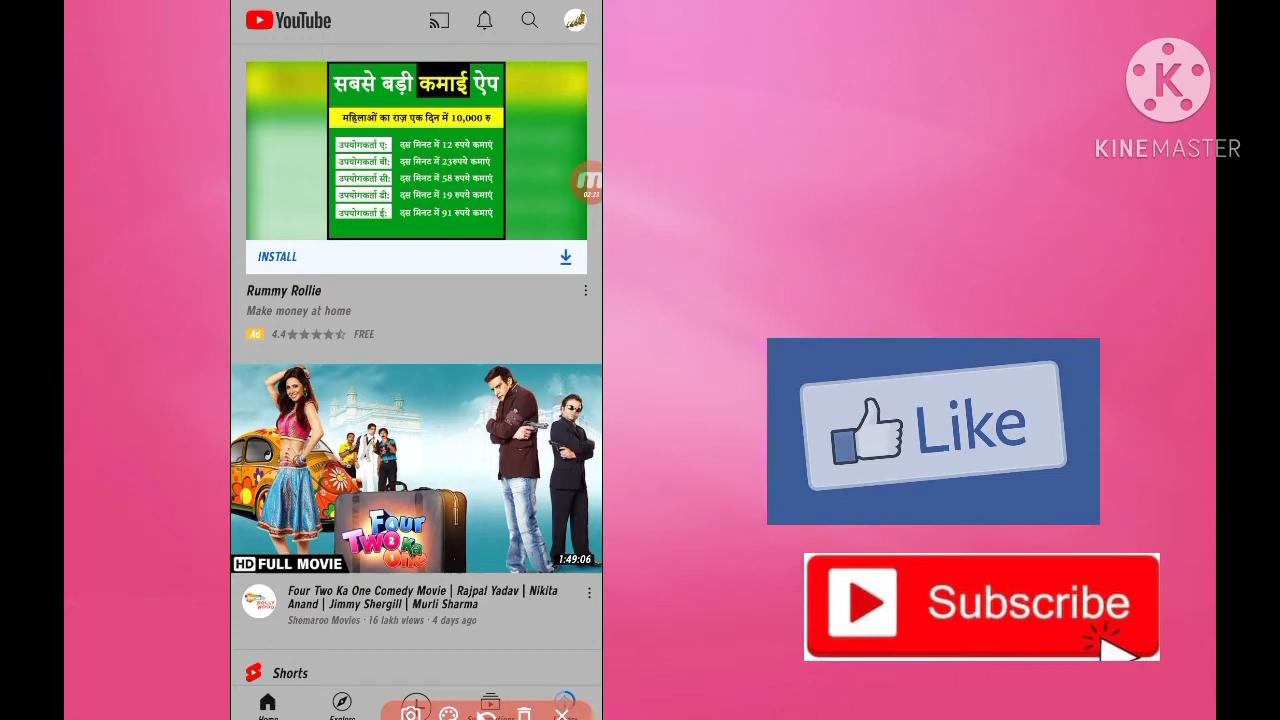 YouTube
सबसे बड़ी कमाई ऐप
महिलाओं का राज़ एक दिन में 10,000 रु
उपयोगकर्ता ए: दस मिनट में 12 रुपये कमाएं
उपयोगकर्ता बी: दस मिनट में 23रुपये कमाएं
उपयोगकर्ता सी: दस मिनट में 58 रुपये कमाएं
उपयोगकर्ता डी: दस मिनट में 19 रुपये कमाएं
उपयोगकर्ता ई: दस मिनट में 91 रुपये कमाएं
02:23
INSTALL
Rummy Rollie
Make money at home
Ad 4.4 FREE
Four
Two Ka
One
HD FULL MOVIE
1:49:06
Four Two Ka One Comedy Movie | Rajpal Yadav | Nikita
Anand | Jimmy Shergill | Murli Sharma
Shemaroo Movies · 16 lakh views · 4 days ago
Shorts
Home Explore
K
KINEMASTER
Like
Subscribe